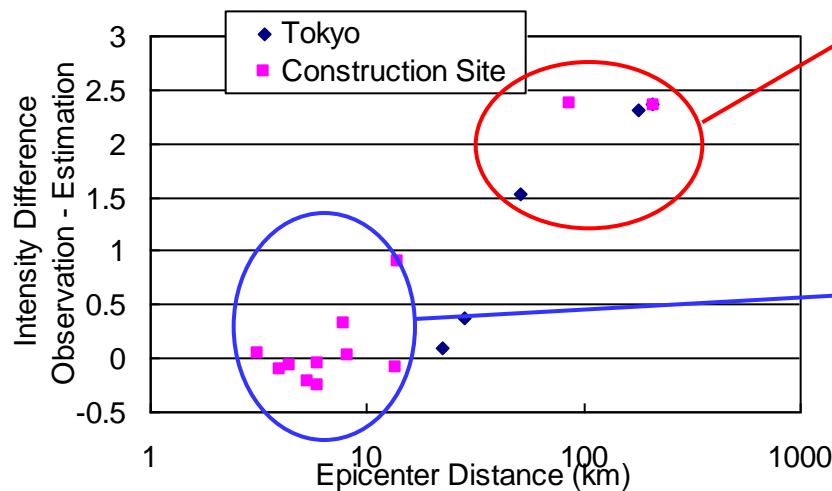 Tokyo
Construction Site
Intensity Difference
Observation - Estimation
3
2.5
2
1.5
1
0.5
0
-0.5
1
10
100
1000
Epicenter Distance (km)